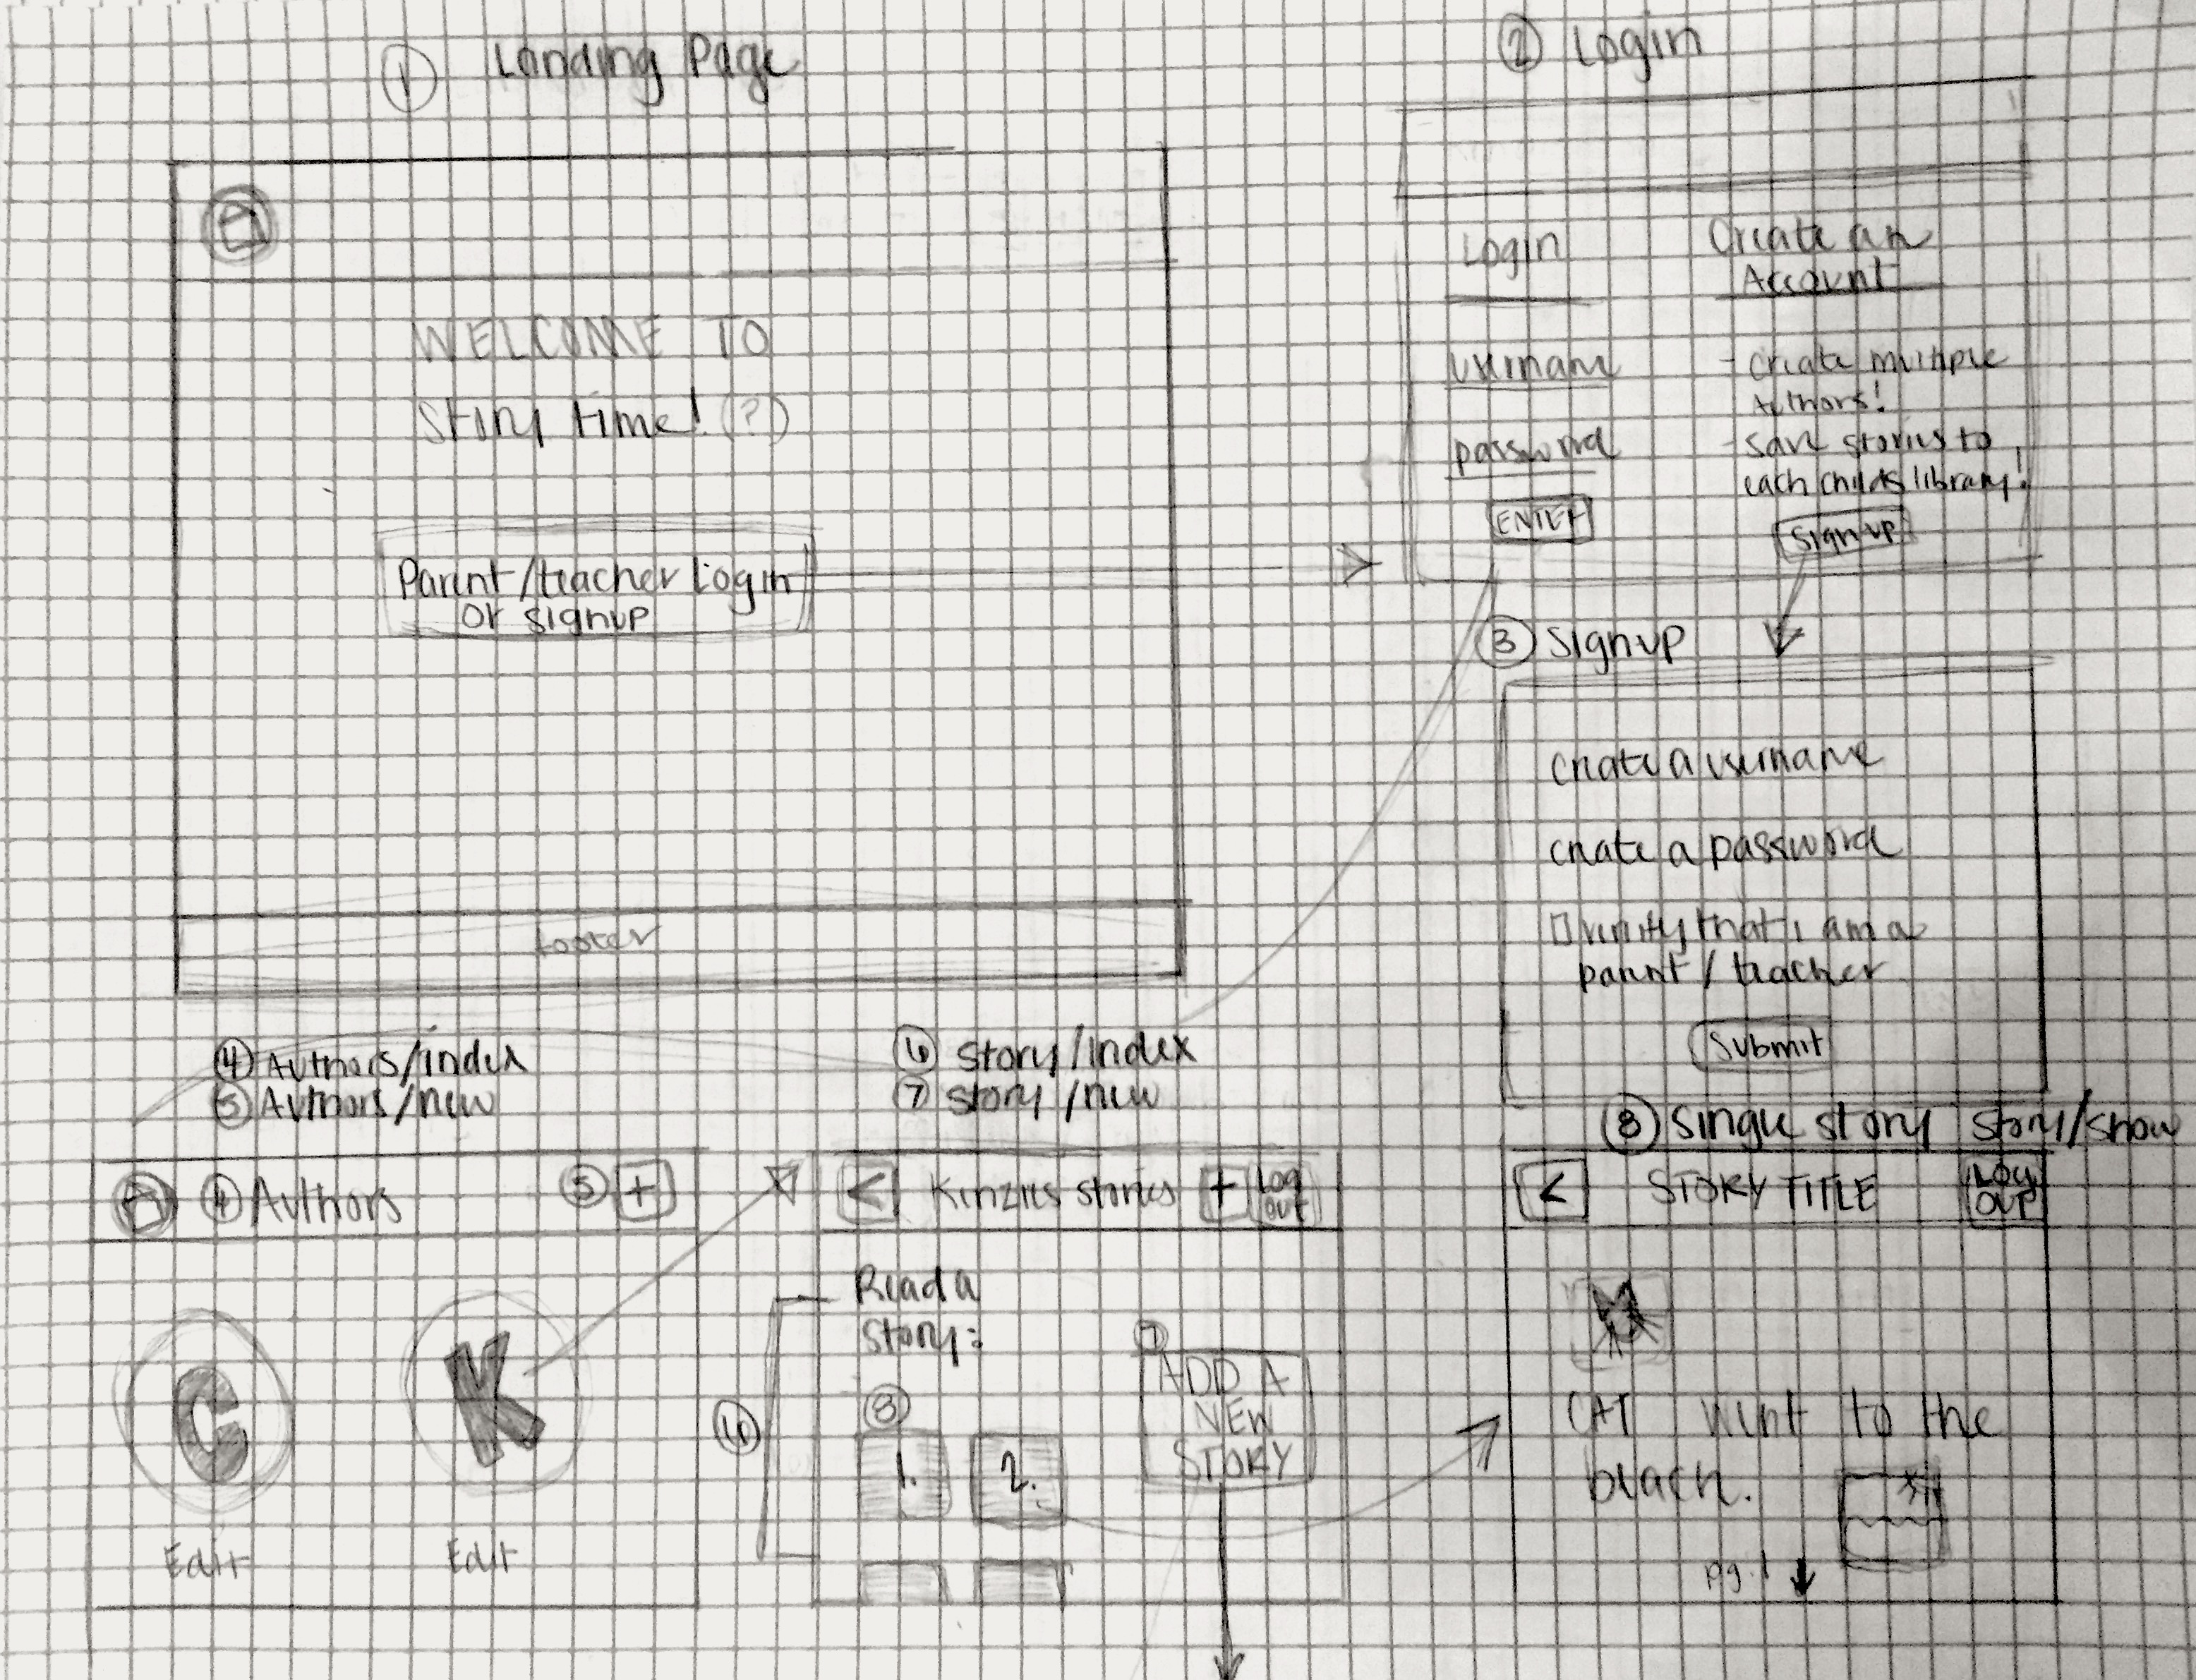 ① Landing Page
WELCOME TO
Story time! (?)
Parent/teacher Login
or signup
footer
② Login
Login
username
password
ENTER
Create an
Account
- create multiple
Authors!
- save stories to
each childs library!
Signup
③ Signup
create a username
create a password
verify that i am a
parent / teacher
Submit
④ Authors/index
⑤ Authors/new
④ Authors ⑤ +
C K
Edit Edit
⑥ story/index
⑦ story/new
< Kinzies stories + LOG
OUT
Read a
story:
⑥
⑧
1. 2.
⑦
ADD A
NEW
STORY
⑧ Single story story/show
< STORY TITLE LOG
OUT
CAT went to the
beach.
pg. 1